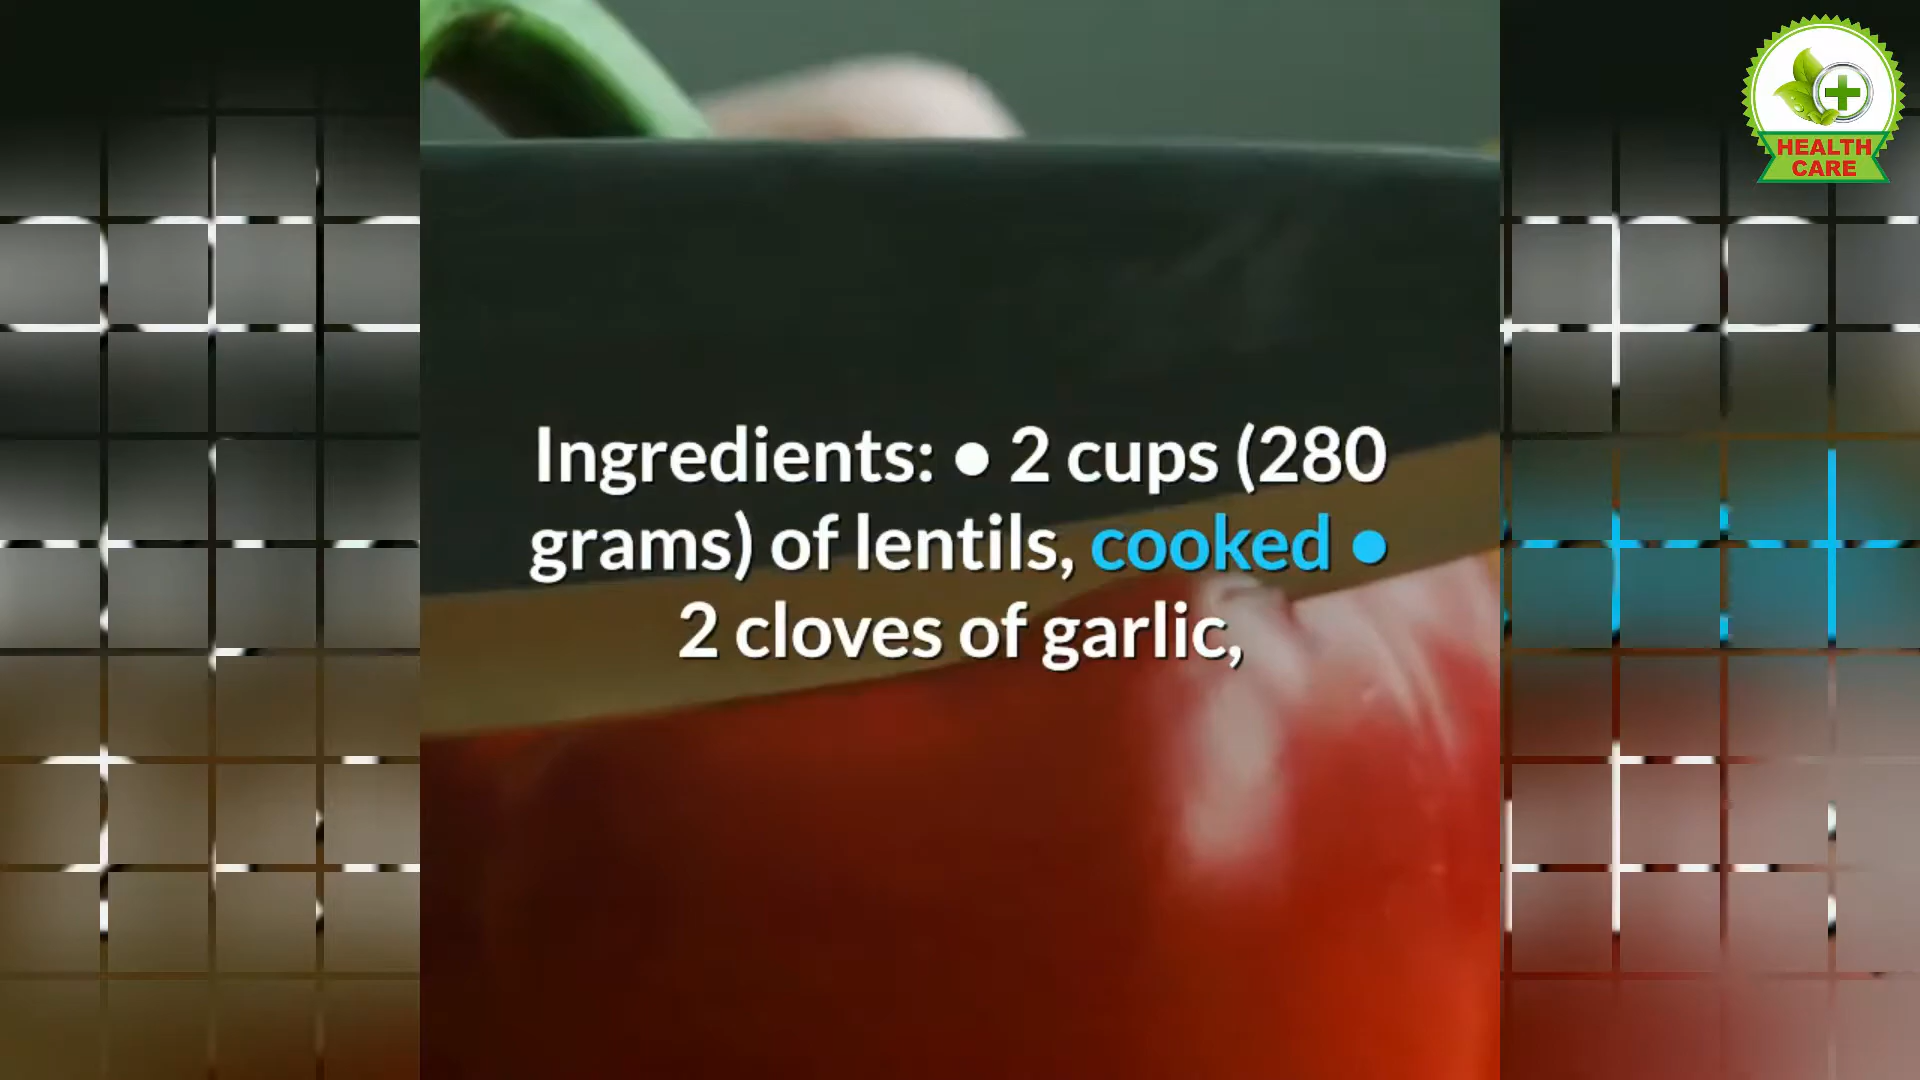 HEALTH
CARE
Ingredients: ● 2 cups (280
grams) of lentils, cooked ●
2 cloves of garlic,